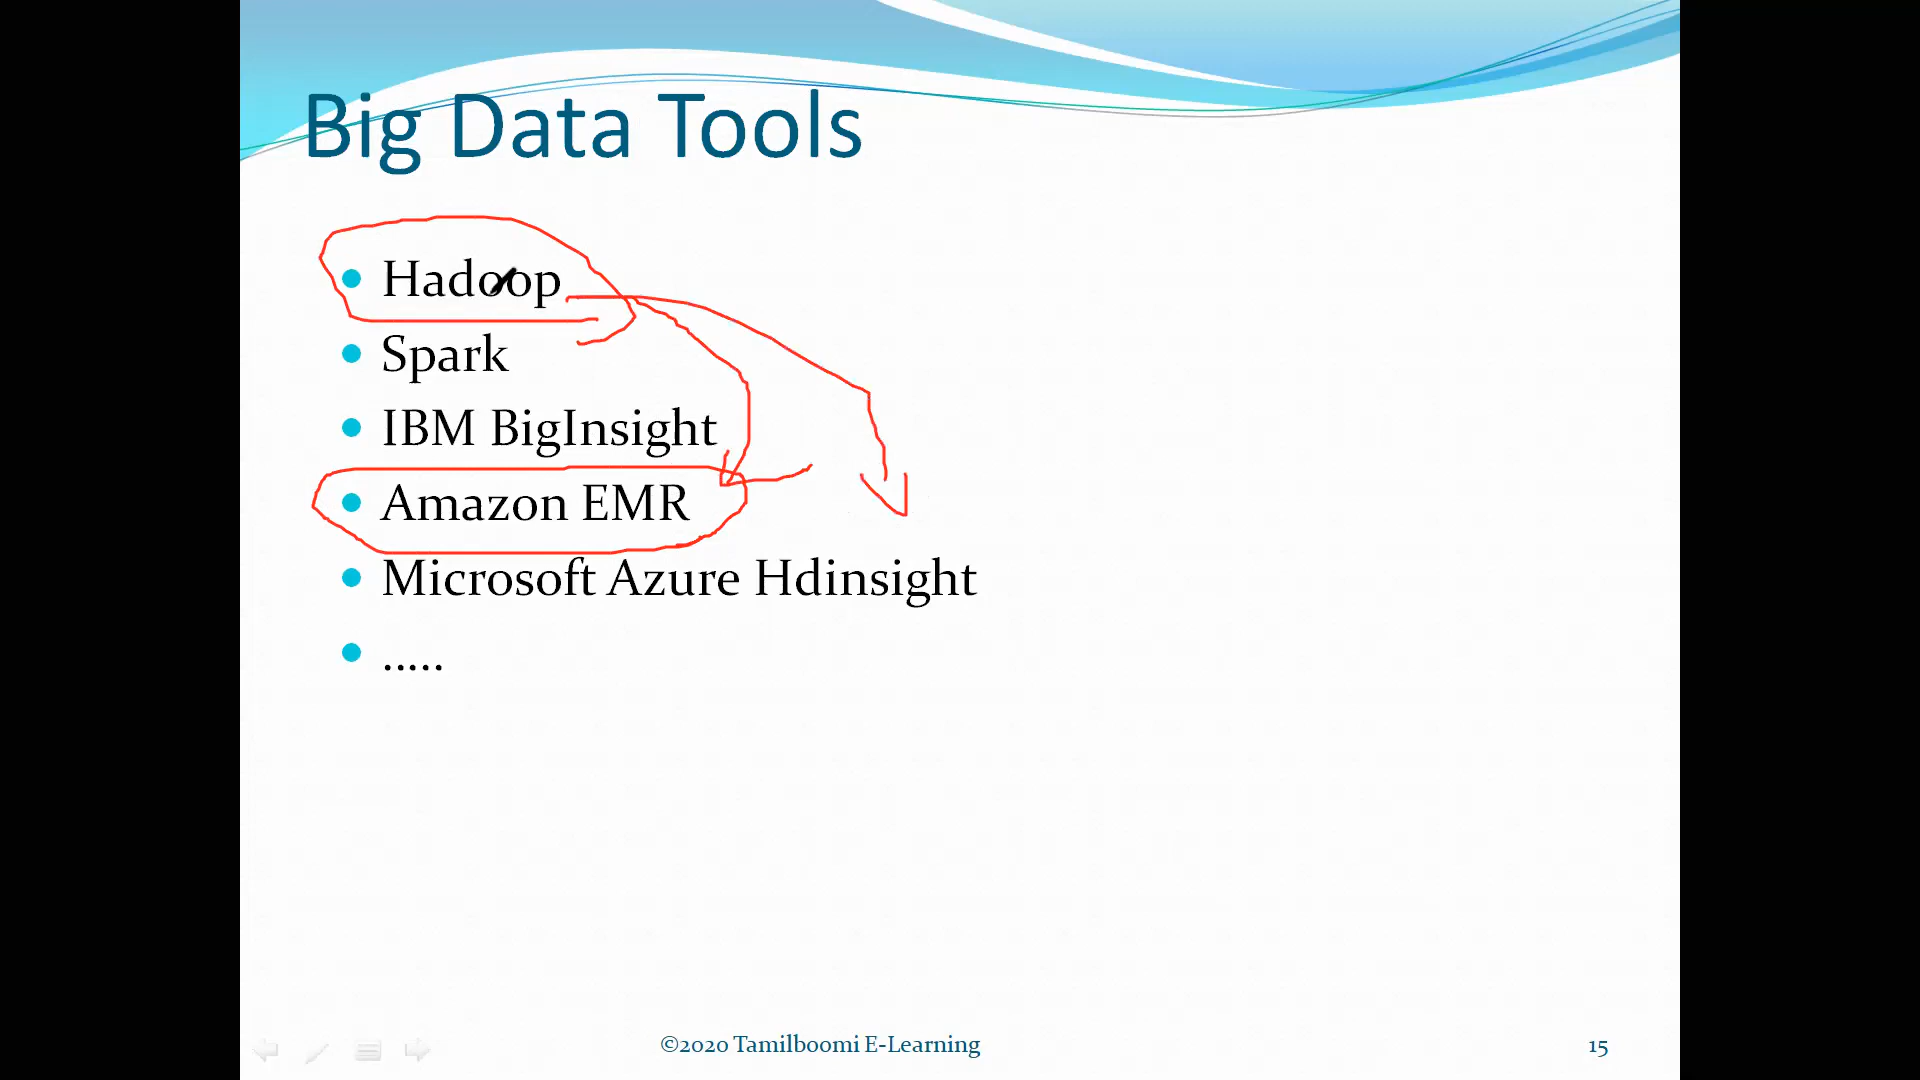 Big Data Tools
Hadoop
Spark
IBM BigInsight
Amazon EMR
Microsoft Azure Hdinsight
.....
©2020 Tamilboomi E-Learning
15